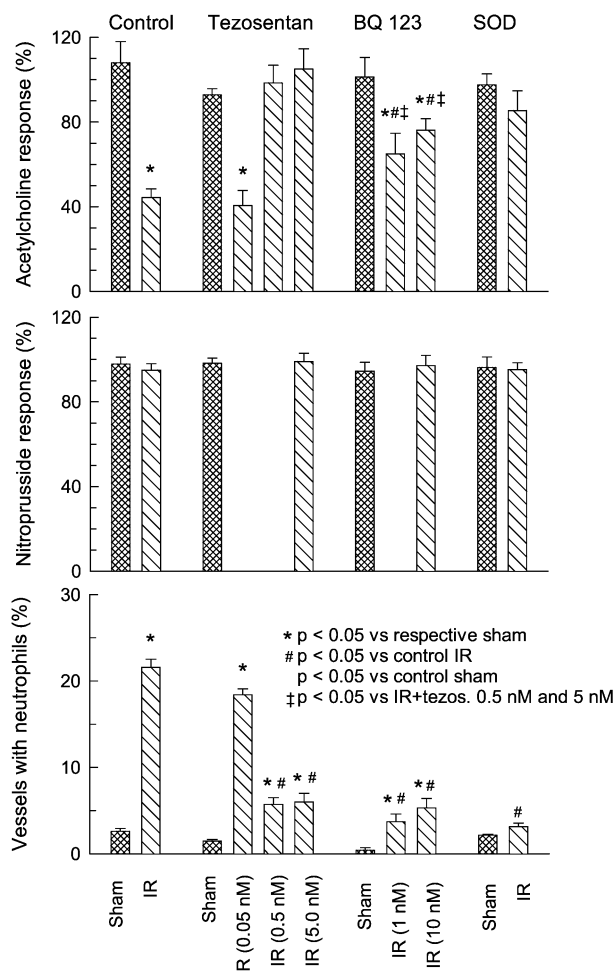 Control Tezosentan BQ 123 SOD
Acetylcholine response (%)
120
80
40
0
*
*
*#‡
*#‡
Nitroprusside response (%)
120
80
40
0
Vessels with neutrophils (%)
30
20
10
0
* p < 0.05 vs respective sham
# p < 0.05 vs control IR
p < 0.05 vs control sham
‡ p < 0.05 vs IR+tezos. 0.5 nM and 5 nM
*
*
* #
* #
* #
* #
#
Sham
IR
Sham
R (0.05 nM)
IR (0.5 nM)
IR (5.0 nM)
Sham
IR (1 nM)
IR (10 nM)
Sham
IR